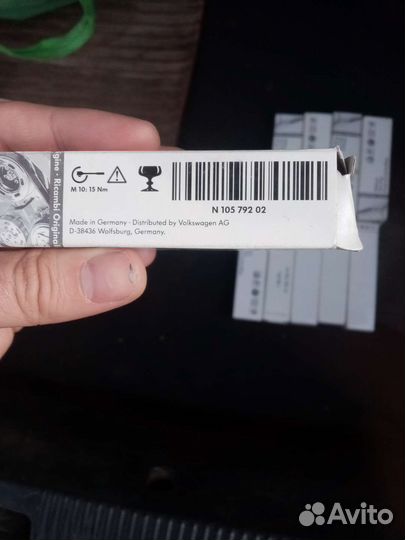 gine · Ricambi Original
M 10: 15 Nm
N 105 792 02
Made in Germany · Distributed by Volkswagen AG
D-38436 Wolfsburg, Germany.
Avito